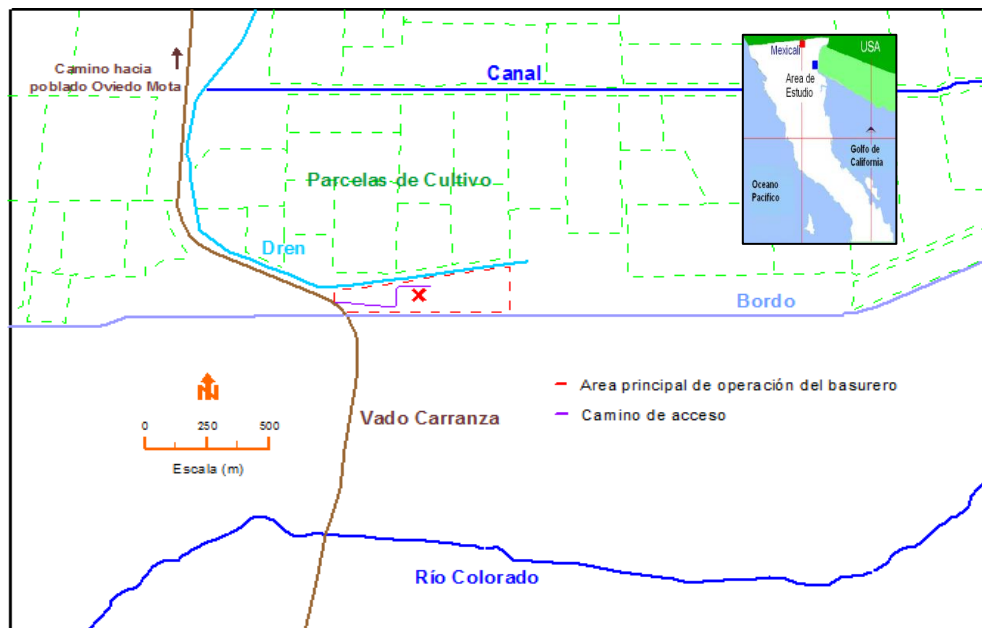 Camino hacia
poblado Oviedo Mota
Canal
Mexicali
USA
Area de
Estudio
Golfo de
California
Oceano
Pacifico
Parcelas de Cultivo
Dren
Bordo
N
0 250 500
Escala (m)
Vado Carranza
Area principal de operación del basurero
Camino de acceso
Río Colorado